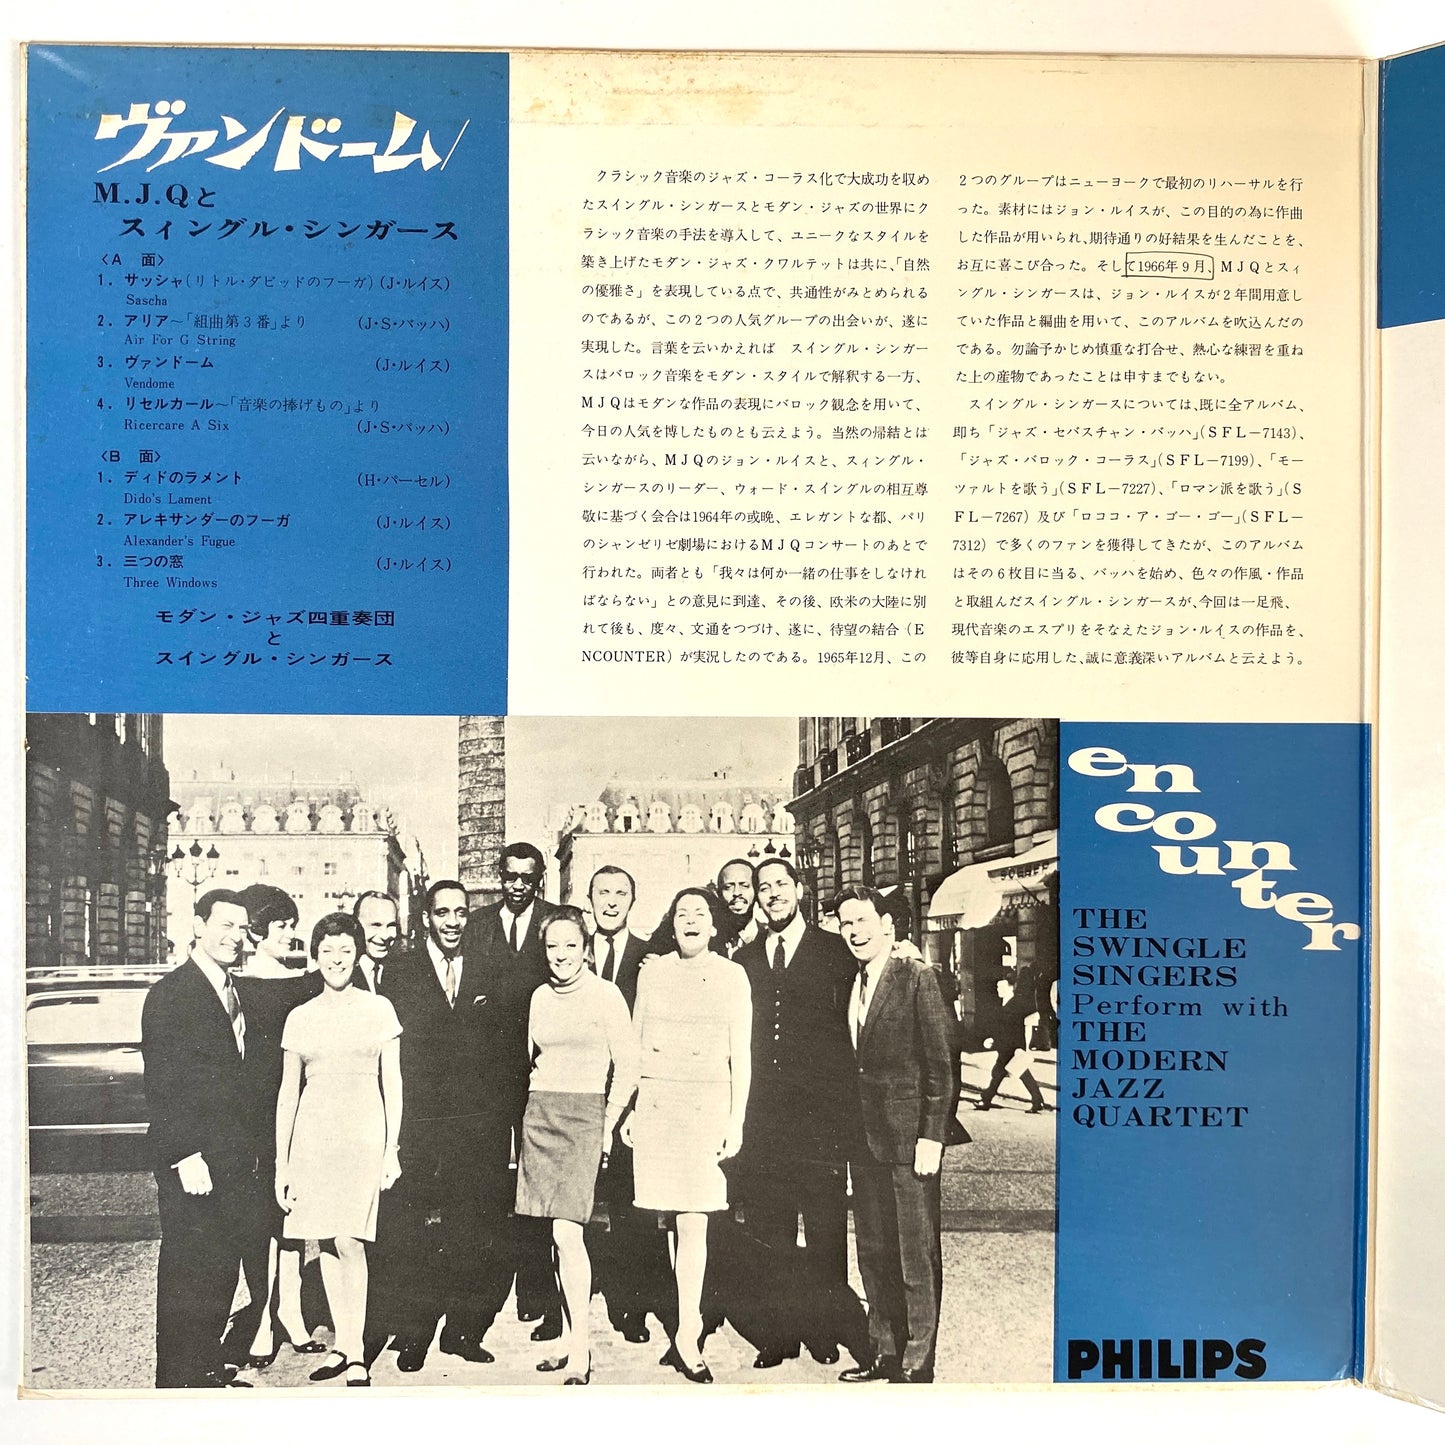 ヴァンドーム/
M.J.Qと
スィングル・シンガース
〈A 面〉
1. サッシャ(リトル・ダビッドのフーガ)(J・ルイス)
Sascha
2. アリア〜「組曲第3番」より (J・S・バッハ)
Air For G String
3. ヴァンドーム (J・ルイス)
Vendome
4. リセルカール〜「音楽の捧げもの」より
Ricercare A Six (J・S・バッハ)
〈B 面〉
1. ディドのラメント (H・パーセル)
Dido's Lament
2. アレキサンダーのフーガ (J・ルイス)
Alexander's Fugue
3. 三つの窓 (J・ルイス)
Three Windows
モダン・ジャズ四重奏団
と
スイングル・シンガース
クラシック音楽のジャズ・コーラス化で大成功を収め
たスイングル・シンガースとモダン・ジャズの世界にク
ラシック音楽の手法を導入して、ユニークなスタイルを
築き上げたモダン・ジャズ・クワルテットは共に、「自然
の優雅さ」を表現している点で、共通性がみとめられる
のであるが、この2つの人気グループの出会いが、遂に
実現した。言葉を云いかえれば スイングル・シンガー
スはバロック音楽をモダン・スタイルで解釈する一方、
MJQはモダンな作品の表現にバロック観念を用いて、
今日の人気を博したものとも云えよう。当然の帰結とは
云いながら、MJQのジョン・ルイスと、スィングル・
シンガースのリーダー、ウォード・スイングルの相互尊
敬に基づく会合は1964年の或晩、エレガントな都、パリ
のシャンゼリゼ劇場におけるMJQコンサートのあとで
行われた。両者とも「我々は何か一緒の仕事をしなけれ
ばならない」との意見に到達、その後、欧米の大陸に別
れて後も、度々、文通をつづけ、遂に、待望の結合(E
NCOUNTER)が実況したのである。1965年12月、この
2つのグループはニューヨークで最初のリハーサルを行
った。素材にはジョン・ルイスが、この目的の為に作曲
した作品が用いられ、期待通りの好結果を生んだことを、
お互に喜こび合った。そして1966年9月、MJQとスィ
ングル・シンガースは、ジョン・ルイスが2年間用意し
ていた作品と編曲を用いて、このアルバムを吹込んだの
である。勿論予かじめ慎重な打合せ、熱心な練習を重ね
た上の産物であったことは申すまでもない。
スイングル・シンガースについては、既に全アルバム、
即ち「ジャズ・セバスチャン・バッハ」(SFL-7143)、
「ジャズ・バロック・コーラス」(SFL-7199)、「モー
ツァルトを歌う」(SFL-7227)、「ロマン派を歌う」(S
FL-7267)及び「ロココ・ア・ゴー・ゴー」(SFL-
7312)で多くのファンを獲得してきたが、このアルバム
はその6枚目に当る、バッハを始め、色々の作風・作品
と取組んだスイングル・シンガースが、今回は一足飛、
現代音楽のエスプリをそなえたジョン・ルイスの作品を、
彼等自身に応用した、誠に意義深いアルバムと云えよう。
encounter
THE
SWINGLE
SINGERS
Perform with
THE
MODERN
JAZZ
QUARTET
PHILIPS